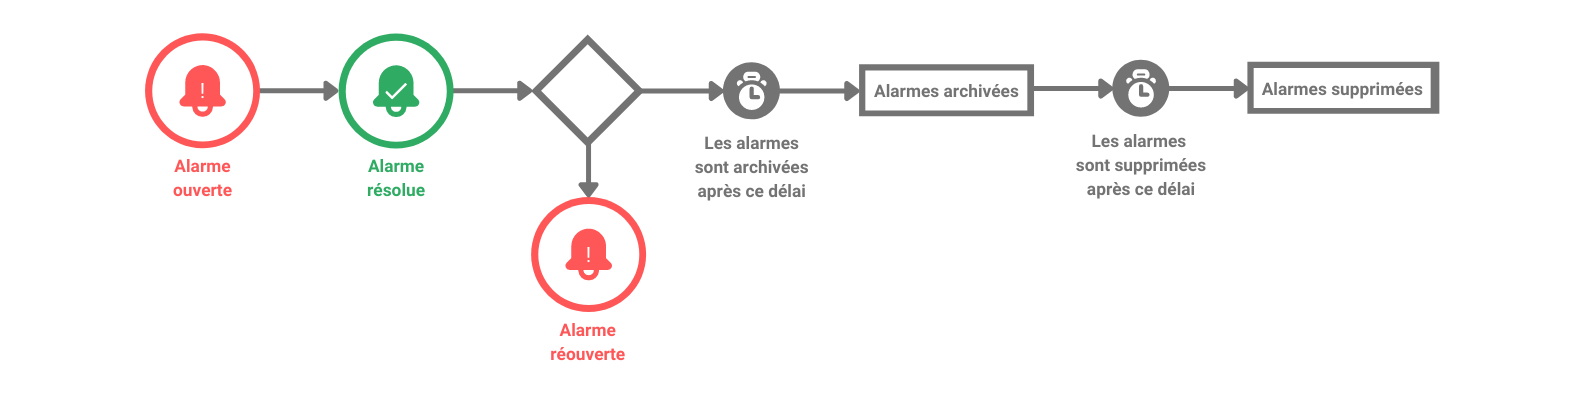 Alarme
ouverte
Alarme
résolue
Les alarmes
sont archivées
après ce délai
Alarmes archivées
Les alarmes
sont supprimées
après ce délai
Alarmes supprimées
Alarme
réouverte